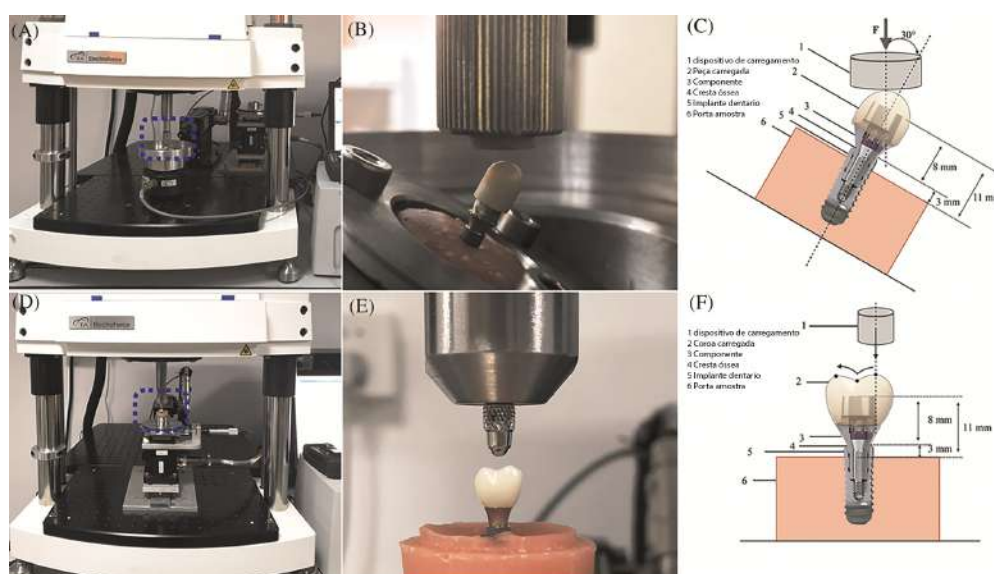 (A)
TA ElectroForce
(B)
(C)
F
30°
1
1 dispositivo de carregamento
2 Peça carregada
3 Componente
4 Cresta óssea
5 Implante dentario
6 Porta amostra
2
3
4
5
6
8 mm
11 m
3 mm
(D)
TA ElectroForce
(E)
(F)
1
1 dispositivo de carregamento
2 Coroa carregada
3 Componente
4 Cresta óssea
5 Implante dentario
6 Porta amostra
2
3
4
5
6
8 mm
11 mm
3 mm